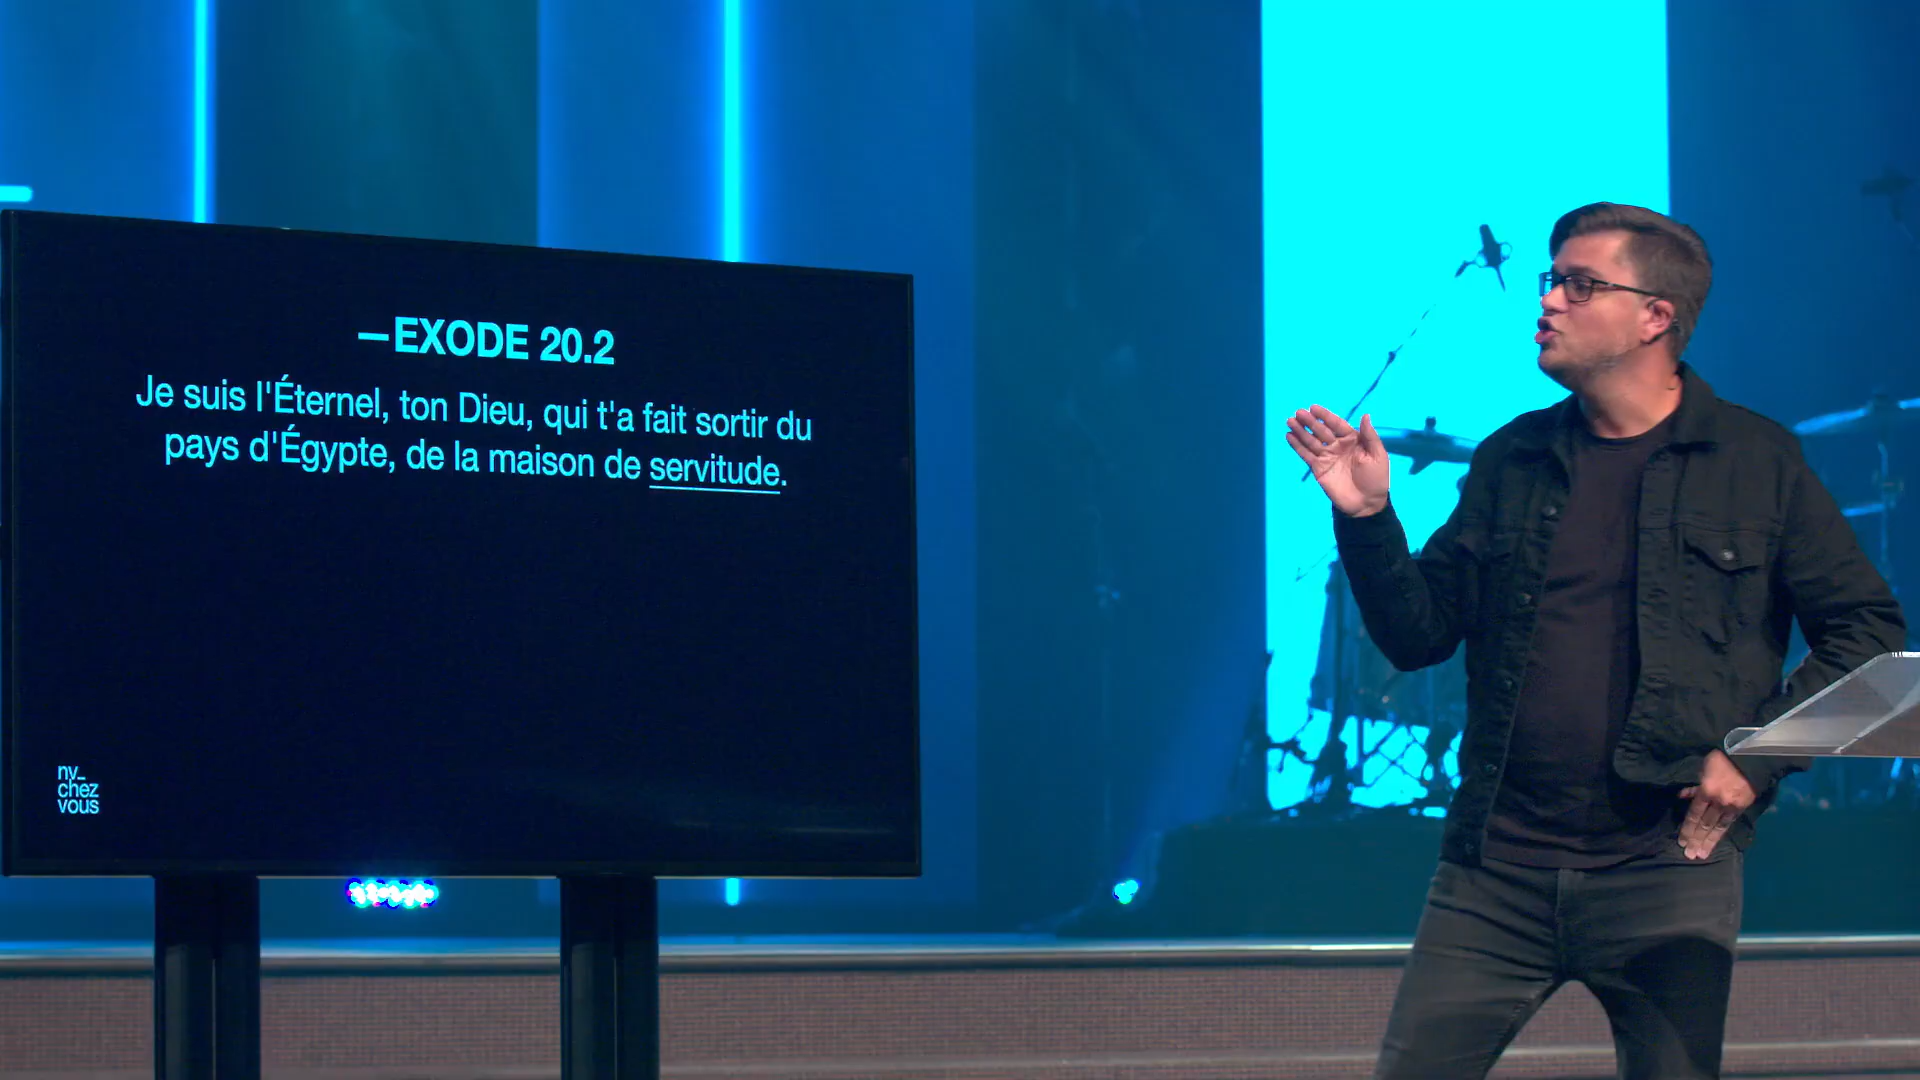 —EXODE 20.2
Je suis l'Éternel, ton Dieu, qui t'a fait sortir du
pays d'Égypte, de la maison de servitude.
nv_
chez
vous